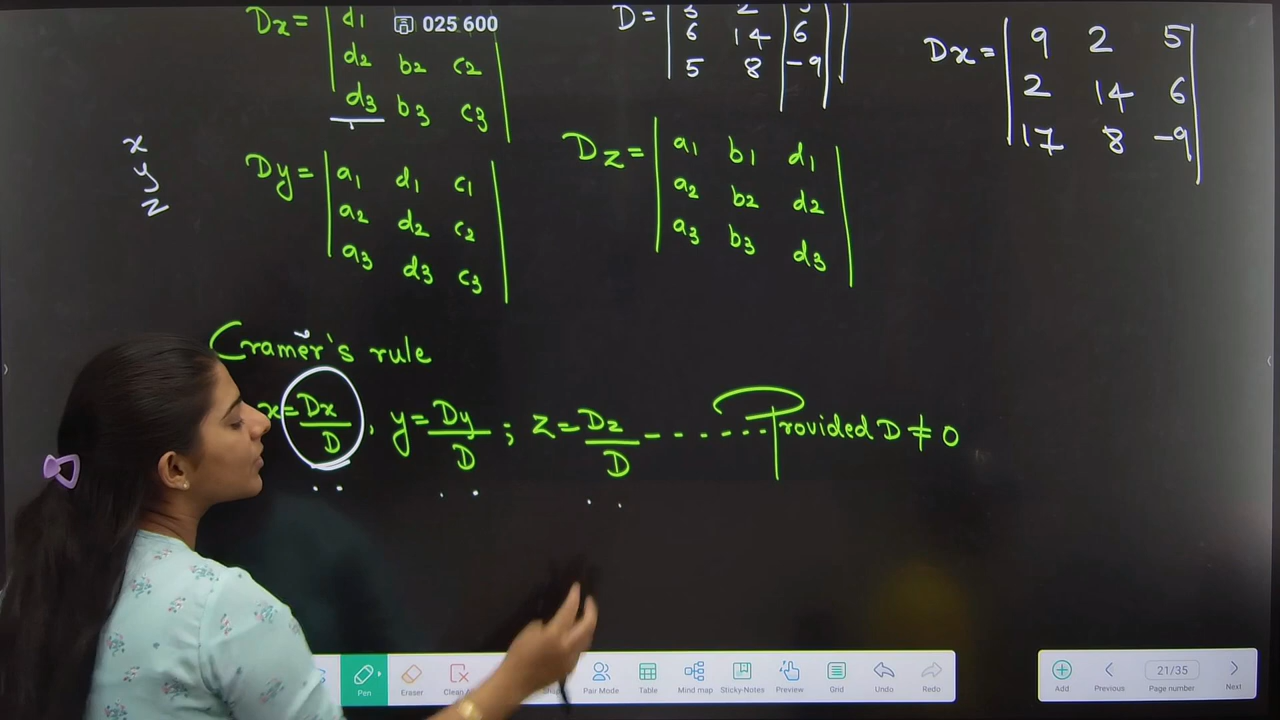 025 600
Dx = | d1
d2 b2 c2
d3 b3 c3 |
D = | 2
6 14 6
5 8 -9 |
Dx = | 9 2 5
2 14 6
17 8 -9 |
x
y
z
Dy = | a1 d1 c1
a2 d2 c2
a3 d3 c3 |
Dz = | a1 b1 d1
a2 b2 d2
a3 b3 d3 |
Cramer's rule
x = Dx/D , y = Dy/D ; z = Dz/D ------- Provided D ≠ 0
Pen Eraser Clean Pair Mode Table Mind map Sticky-Notes Preview Grid Undo Redo
Add Previous 21/35 Page number Next